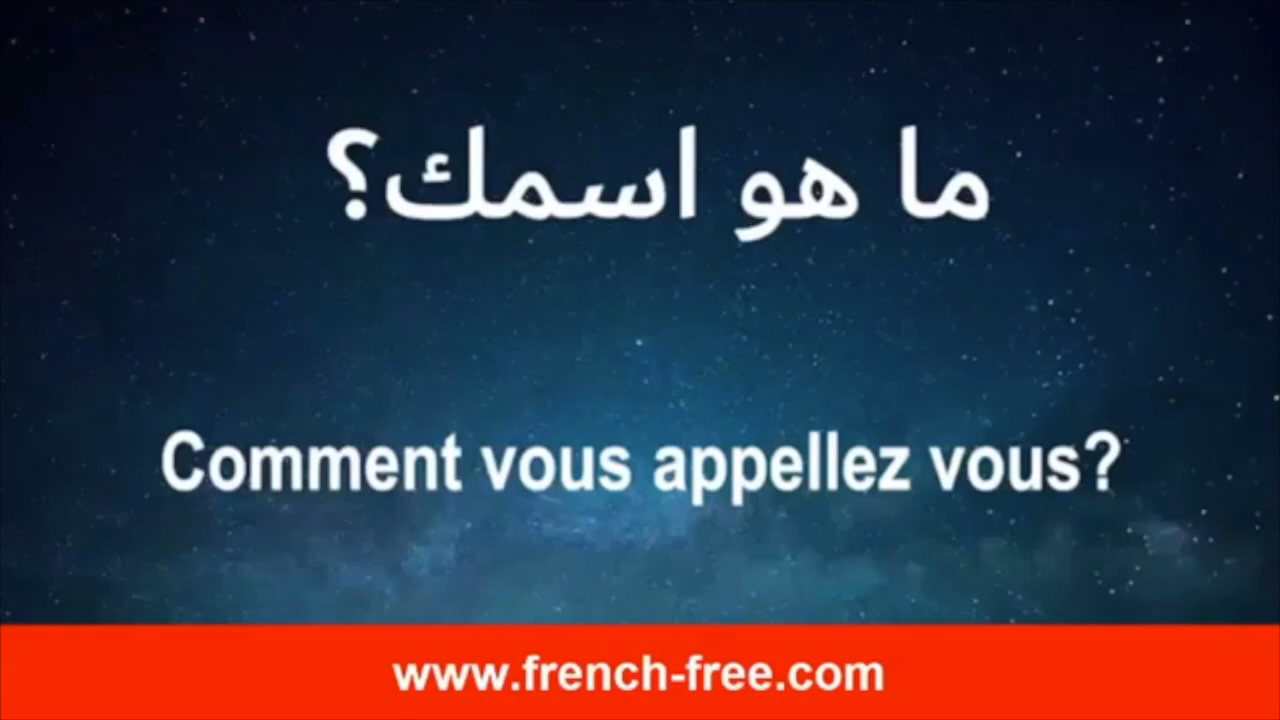 ما هو اسمك؟
Comment vous appellez vous?
www.french-free.com